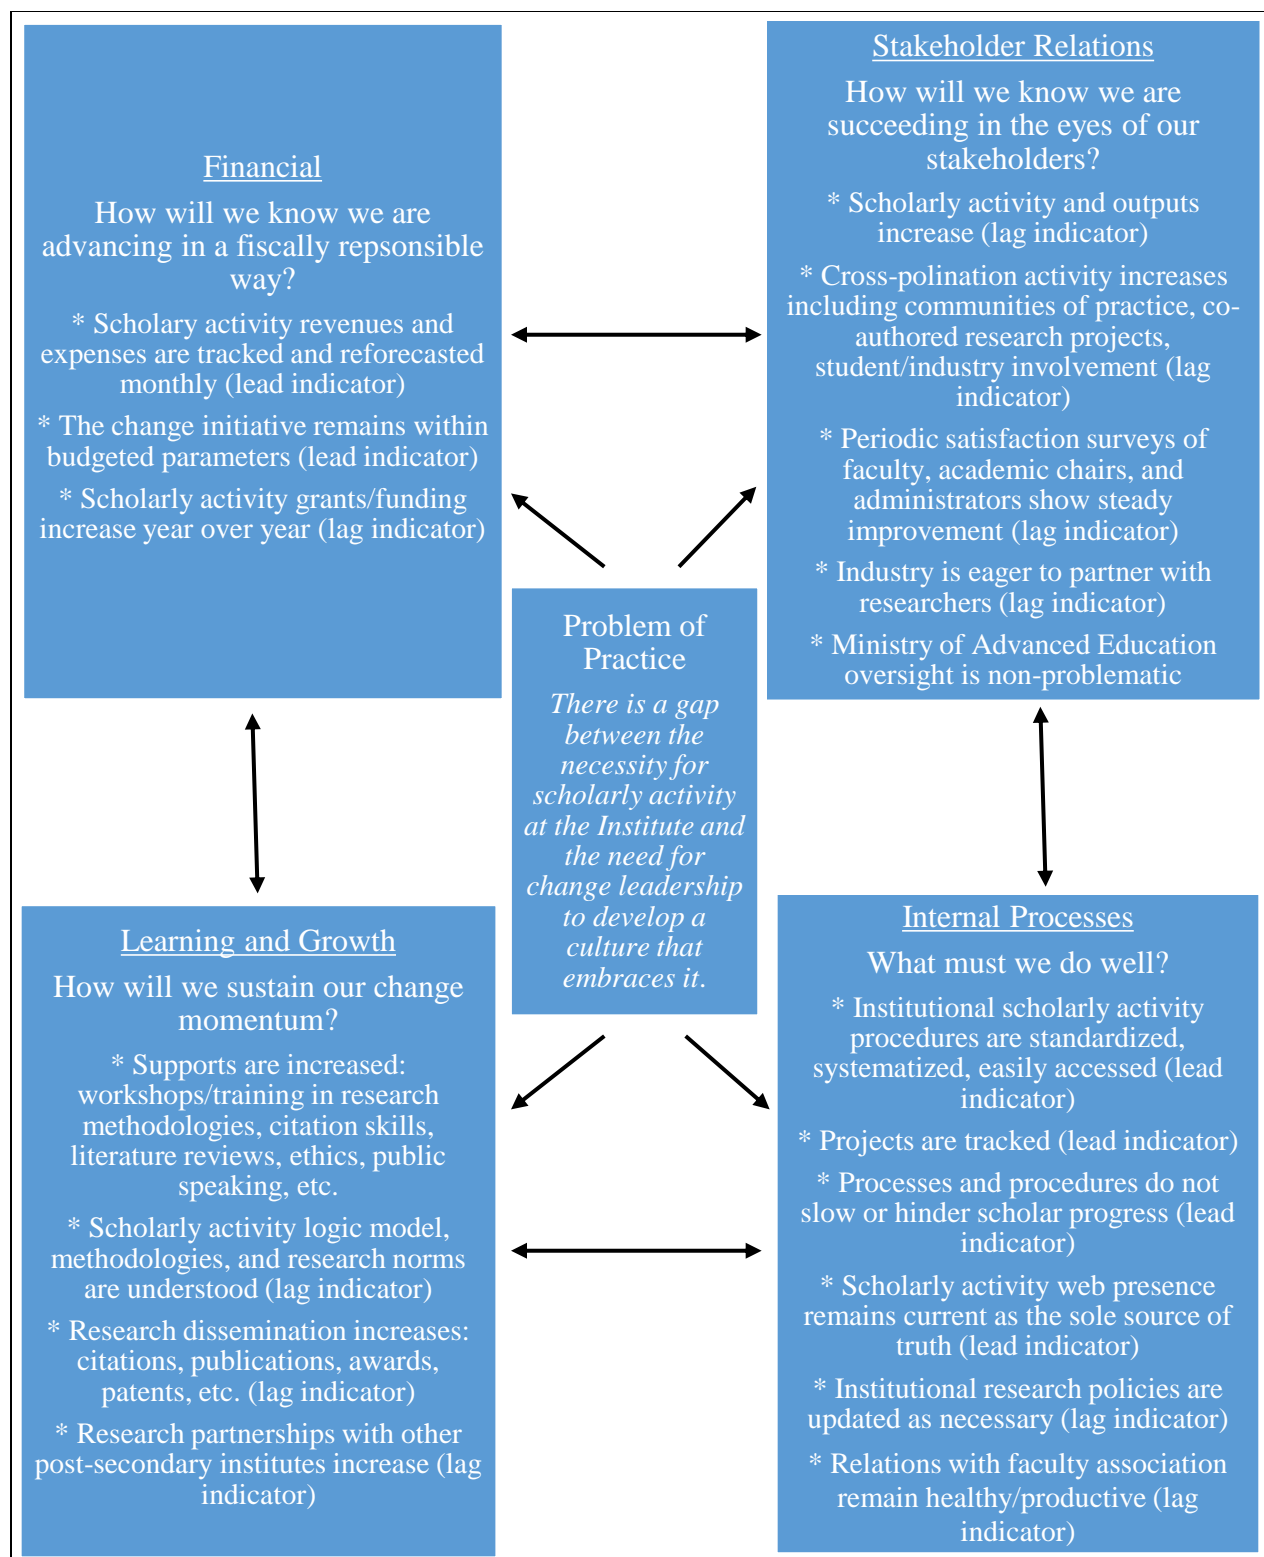 Financial
How will we know we are
advancing in a fiscally repsonsible
way?
* Scholary activity revenues and
expenses are tracked and reforecasted
monthly (lead indicator)
* The change initiative remains within
budgeted parameters (lead indicator)
* Scholarly activity grants/funding
increase year over year (lag indicator)
Stakeholder Relations
How will we know we are
succeeding in the eyes of our
stakeholders?
* Scholarly activity and outputs
increase (lag indicator)
* Cross-polination activity increases
including communities of practice, co-
authored research projects,
student/industry involvement (lag
indicator)
* Periodic satisfaction surveys of
faculty, academic chairs, and
administrators show steady
improvement (lag indicator)
* Industry is eager to partner with
researchers (lag indicator)
* Ministry of Advanced Education
oversight is non-problematic
Problem of
Practice
There is a gap
between the
necessity for
scholarly activity
at the Institute and
the need for
change leadership
to develop a
culture that
embraces it.
Learning and Growth
How will we sustain our change
momentum?
* Supports are increased:
workshops/training in research
methodologies, citation skills,
literature reviews, ethics, public
speaking, etc.
* Scholarly activity logic model,
methodologies, and research norms
are understood (lag indicator)
* Research dissemination increases:
citations, publications, awards,
patents, etc. (lag indicator)
* Research partnerships with other
post-secondary institutes increase (lag
indicator)
Internal Processes
What must we do well?
* Institutional scholarly activity
procedures are standardized,
systematized, easily accessed (lead
indicator)
* Projects are tracked (lead indicator)
* Processes and procedures do not
slow or hinder scholar progress (lead
indicator)
* Scholarly activity web presence
remains current as the sole source of
truth (lead indicator)
* Institutional research policies are
updated as necessary (lag indicator)
* Relations with faculty association
remain healthy/productive (lag
indicator)